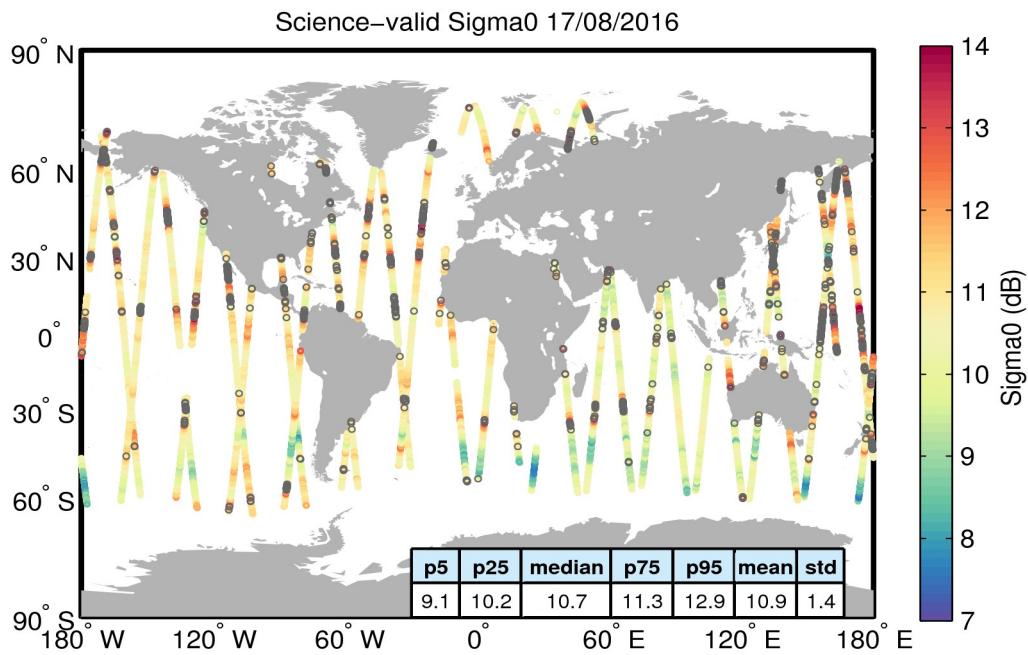 Science−valid Sigma0 17/08/2016
90° N
60° N
30° N
0°
30° S
60° S
90° S
180° W
120° W
60° W
0°
60° E
120° E
180° E
14
13
12
11
10
9
8
7
Sigma0 (dB)
p5 p25 median p75 p95 mean std
9.1 10.2 10.7 11.3 12.9 10.9 1.4